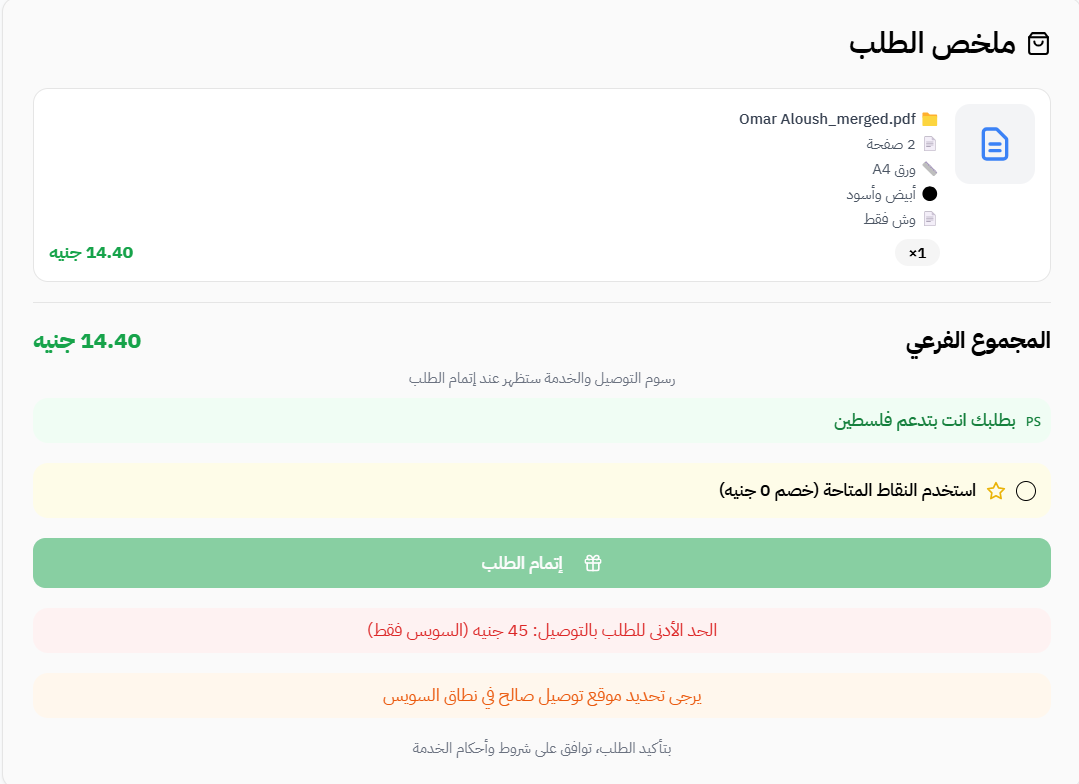 ملخص الطلب
Omar Aloush_merged.pdf
2 صفحة
ورق A4
أبيض وأسود
وش فقط
×1
14.40 جنيه
المجموع الفرعي
14.40 جنيه
رسوم التوصيل والخدمة ستظهر عند إتمام الطلب
PS بطلبك انت بتدعم فلسطين
استخدم النقاط المتاحة (خصم 0 جنيه)
إتمام الطلب
الحد الأدنى للطلب بالتوصيل: 45 جنيه (السويس فقط)
يرجى تحديد موقع توصيل صالح في نطاق السويس
بتأكيد الطلب، توافق على شروط وأحكام الخدمة